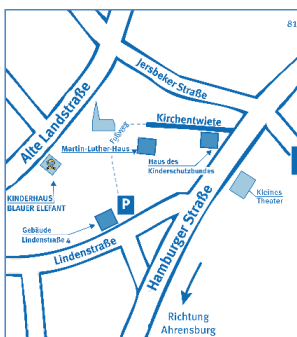 81
Jersbeker Straße
Alte Landstraße
Kirchentwiete
Fußweg
Martin-Luther-Haus
Haus des
Kinderschutzbundes
KINDERHAUS
BLAUER ELEFANT
P
Kleines
Theater
Gebäude
Lindenstraße 4
Lindenstraße
Hamburger Straße
Richtung
Ahrensburg